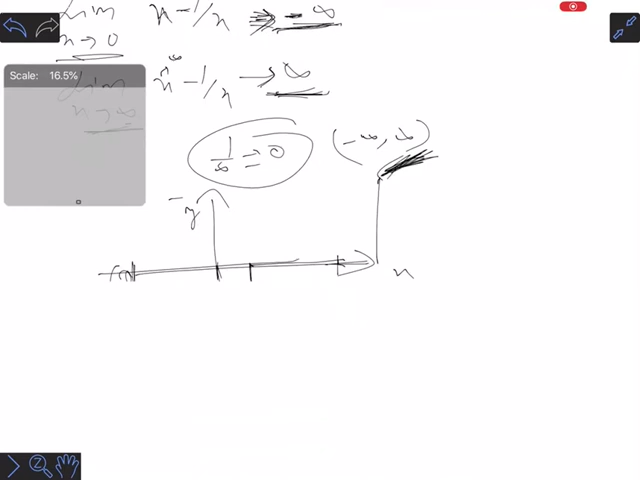 lim x - 1/x ⇒ - ∞
x → 0
Scale: 16.5%
lim x - 1/x → ∞
x → ∞
1/∞ = 0
(-∞, ∞)
y
x